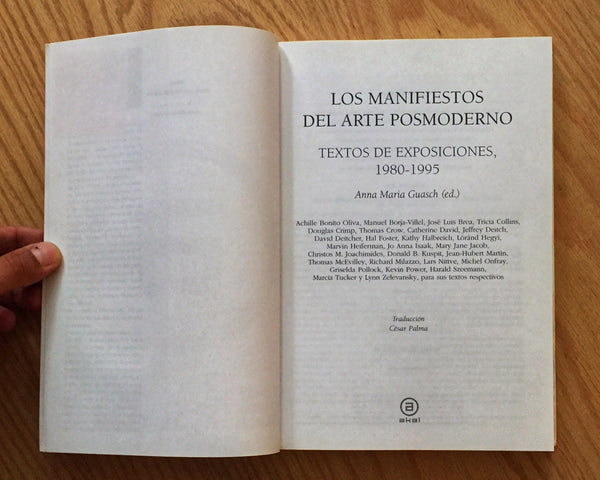 LOS MANIFIESTOS
DEL ARTE POSMODERNO
TEXTOS DE EXPOSICIONES,
1980-1995
Anna Maria Guasch (ed.)
Achille Bonito Oliva, Manuel Borja-Villel, José Luis Brea, Tricia Collins,
Douglas Crimp, Thomas Crow, Catherine David, Jeffrey Deitch,
David Deitcher, Hal Foster, Kathy Halbreich, Lóránd Hegyi,
Marvin Heiferman, Jo Anna Isaak, Mary Jane Jacob,
Christos M. Joachimides, Donald B. Kuspit, Jean-Hubert Martin,
Thomas McEvilley, Richard Milazzo, Lars Nittve, Michel Onfray,
Griselda Pollock, Kevin Power, Harald Szeemann,
Marcia Tucker y Lynn Zelevansky, para sus textos respectivos
Traducción
César Palma
a
akal